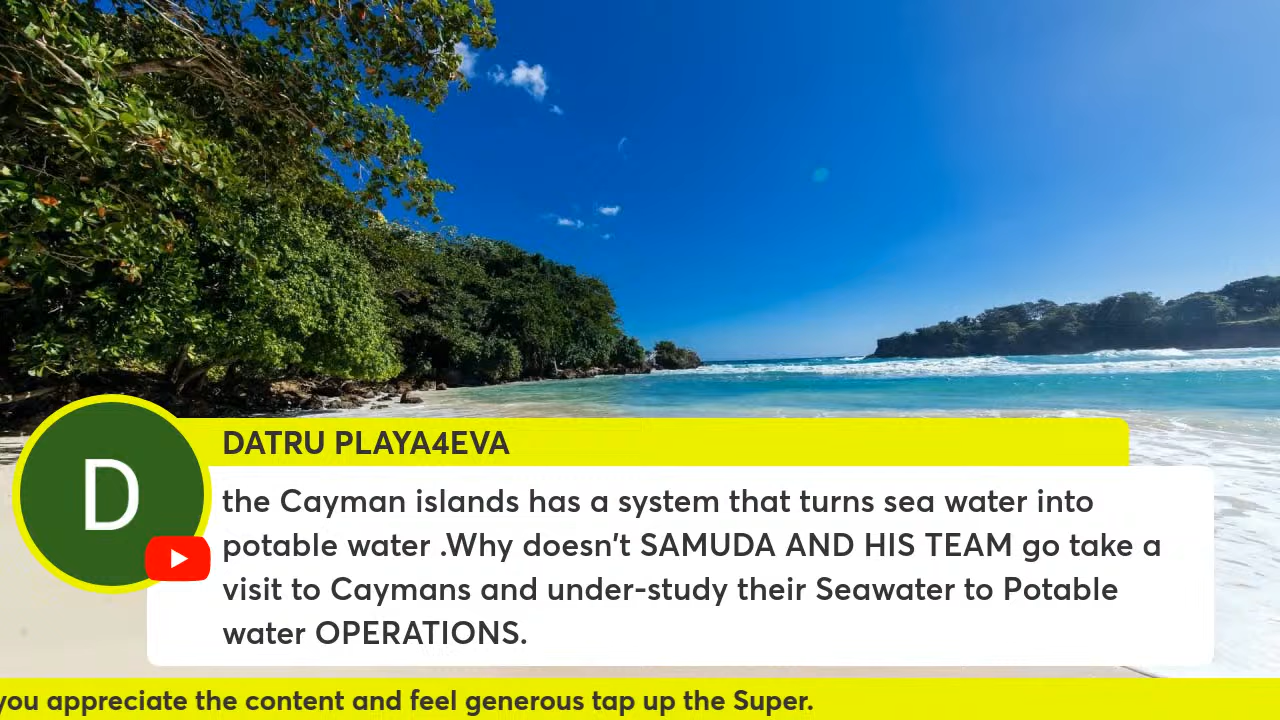 DATRU PLAYA4EVA
D
the Cayman islands has a system that turns sea water into
potable water .Why doesn't SAMUDA AND HIS TEAM go take a
visit to Caymans and under-study their Seawater to Potable
water OPERATIONS.
you appreciate the content and feel generous tap up the Super.